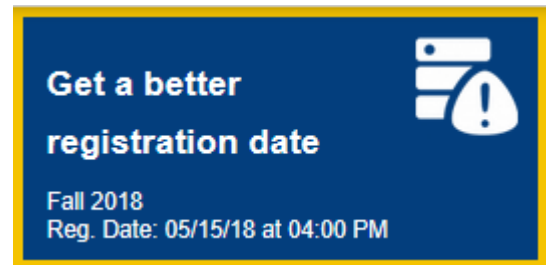 Get a better
registration date
Fall 2018
Reg. Date: 05/15/18 at 04:00 PM